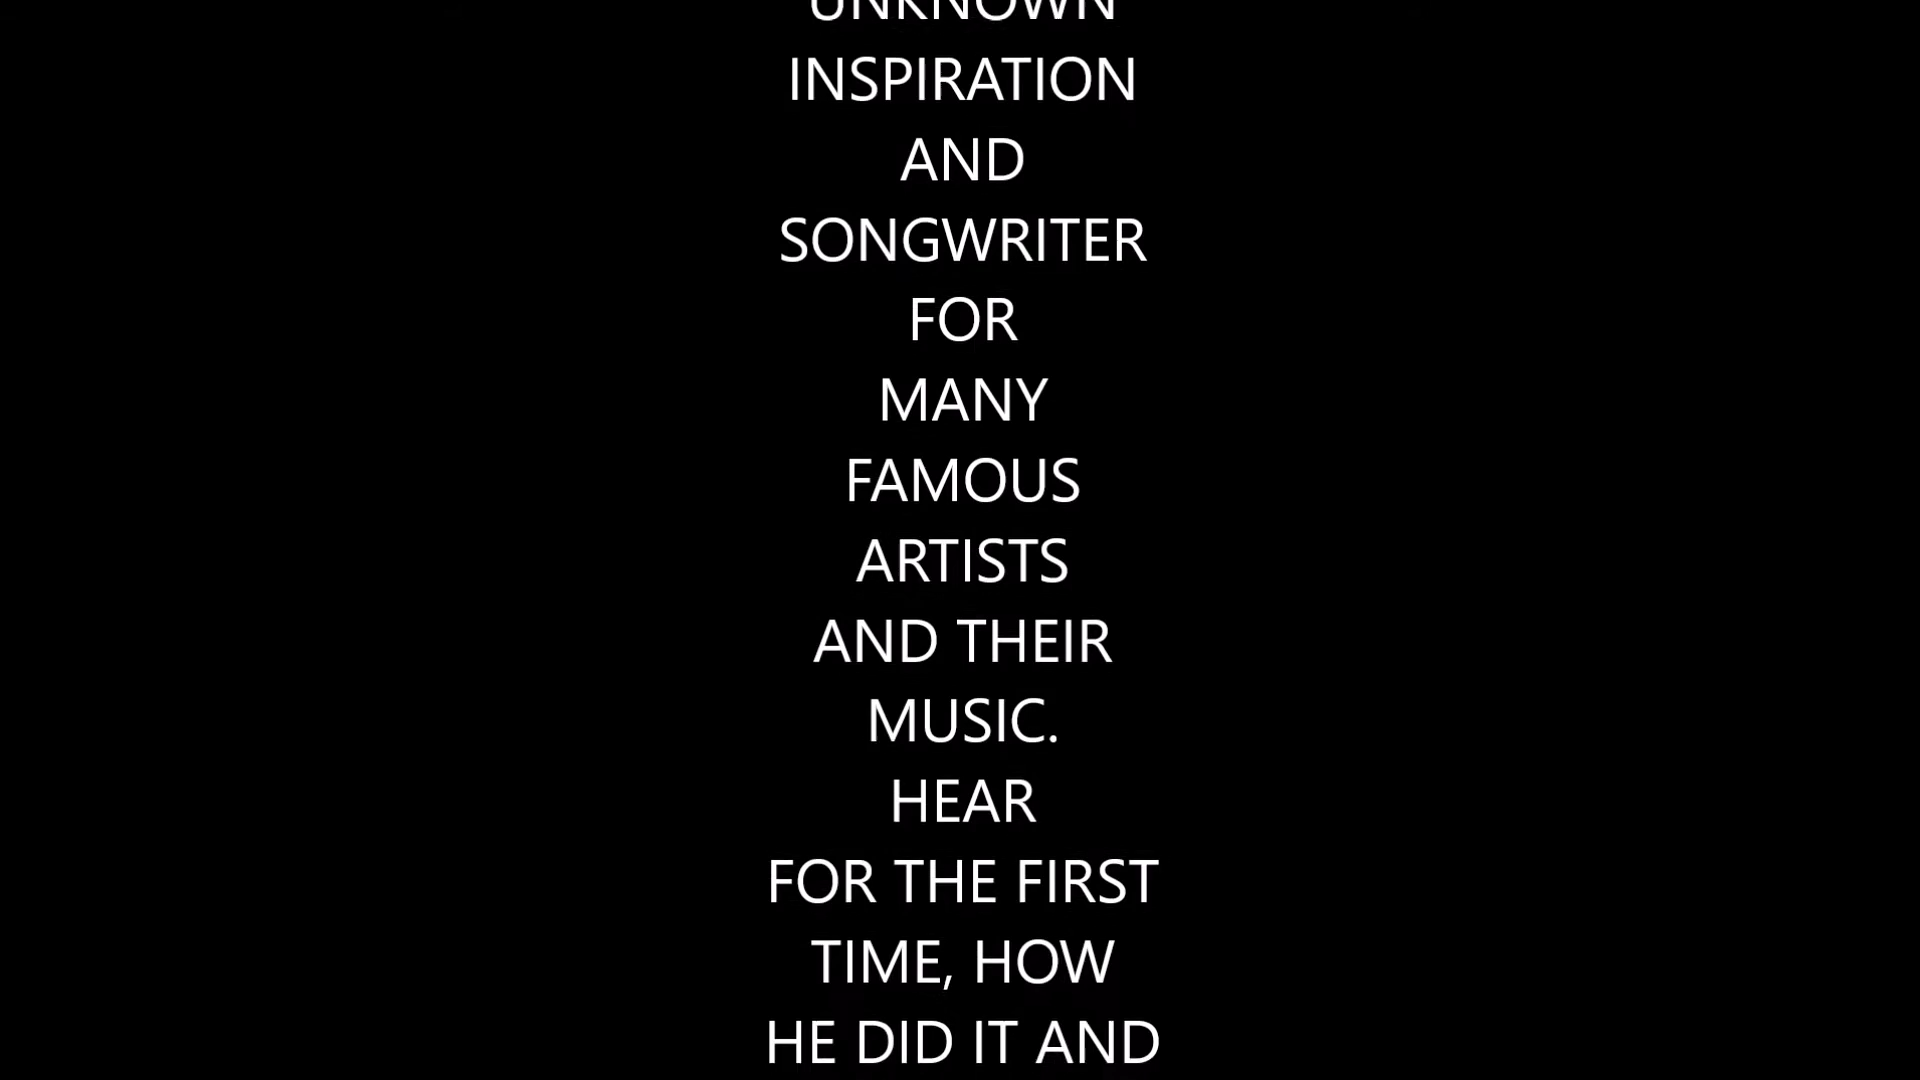 UNKNOWN
INSPIRATION
AND
SONGWRITER
FOR
MANY
FAMOUS
ARTISTS
AND THEIR
MUSIC.
HEAR
FOR THE FIRST
TIME, HOW
HE DID IT AND